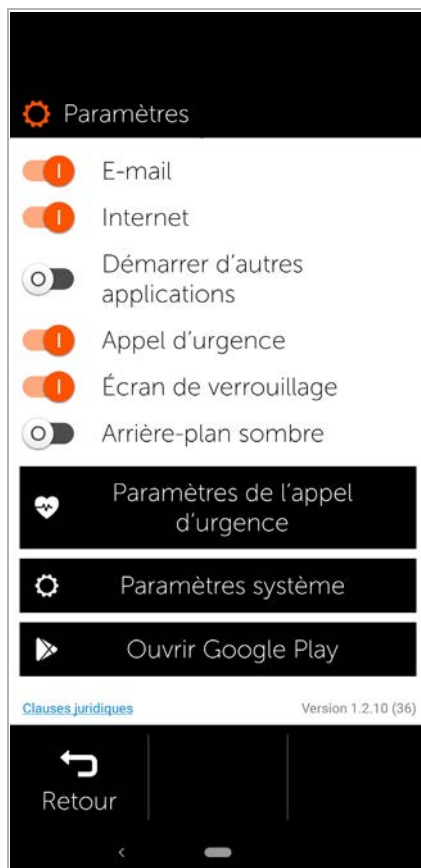 Paramètres
E-mail
Internet
Démarrer d'autres
applications
Appel d'urgence
Écran de verrouillage
Arrière-plan sombre
Paramètres de l'appel
d'urgence
Paramètres système
Ouvrir Google Play
Clauses juridiques Version 1.2.10 (36)
Retour